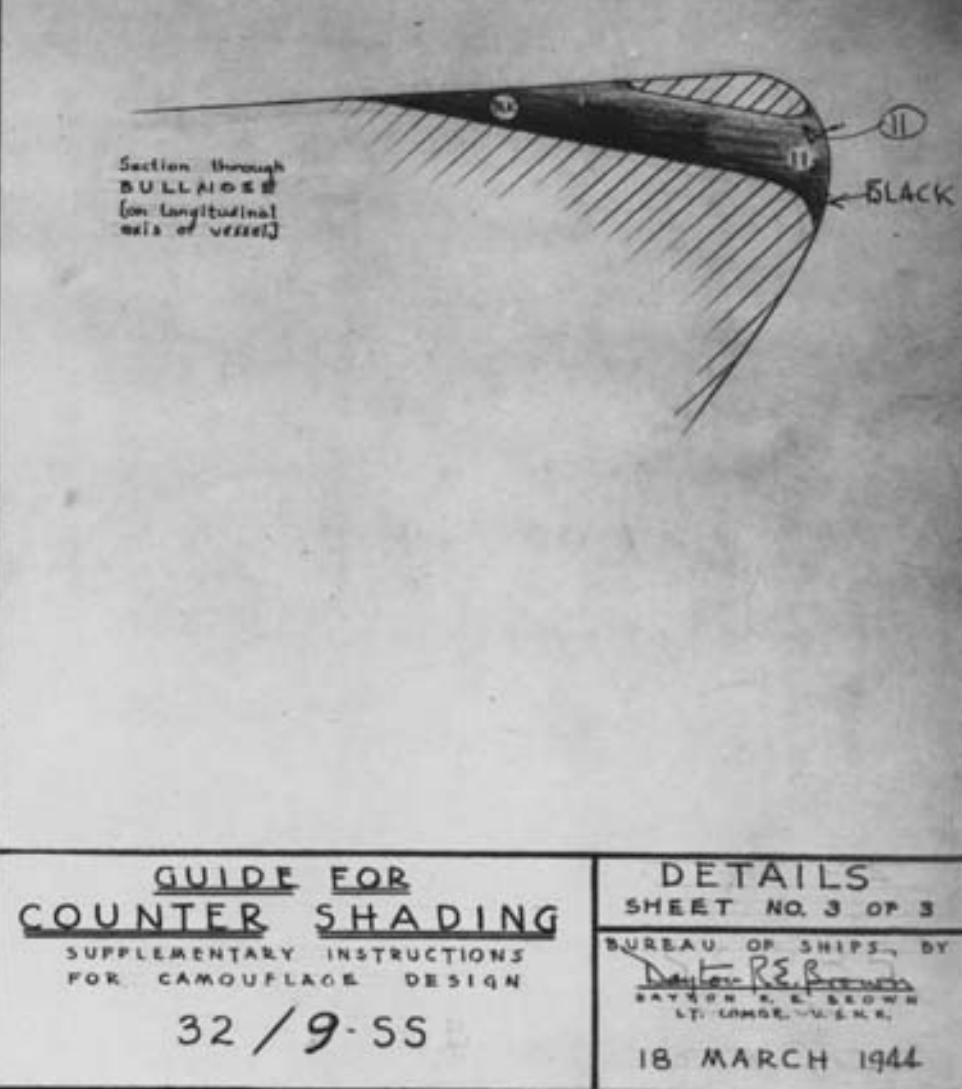 BK
11
11
BLACK
Section through
BULLNOSE
[on longitudinal
axis of vessel]
GUIDE FOR
COUNTER SHADING
SUPPLEMENTARY INSTRUCTIONS
FOR CAMOUFLAGE DESIGN
32/9-SS
DETAILS
SHEET NO. 3 OF 3
BUREAU OF SHIPS, BY
Dayton R.E. Brown
DAYTON R. E. BROWN
LT. COMDR. U.S.N.R.
18 MARCH 1944